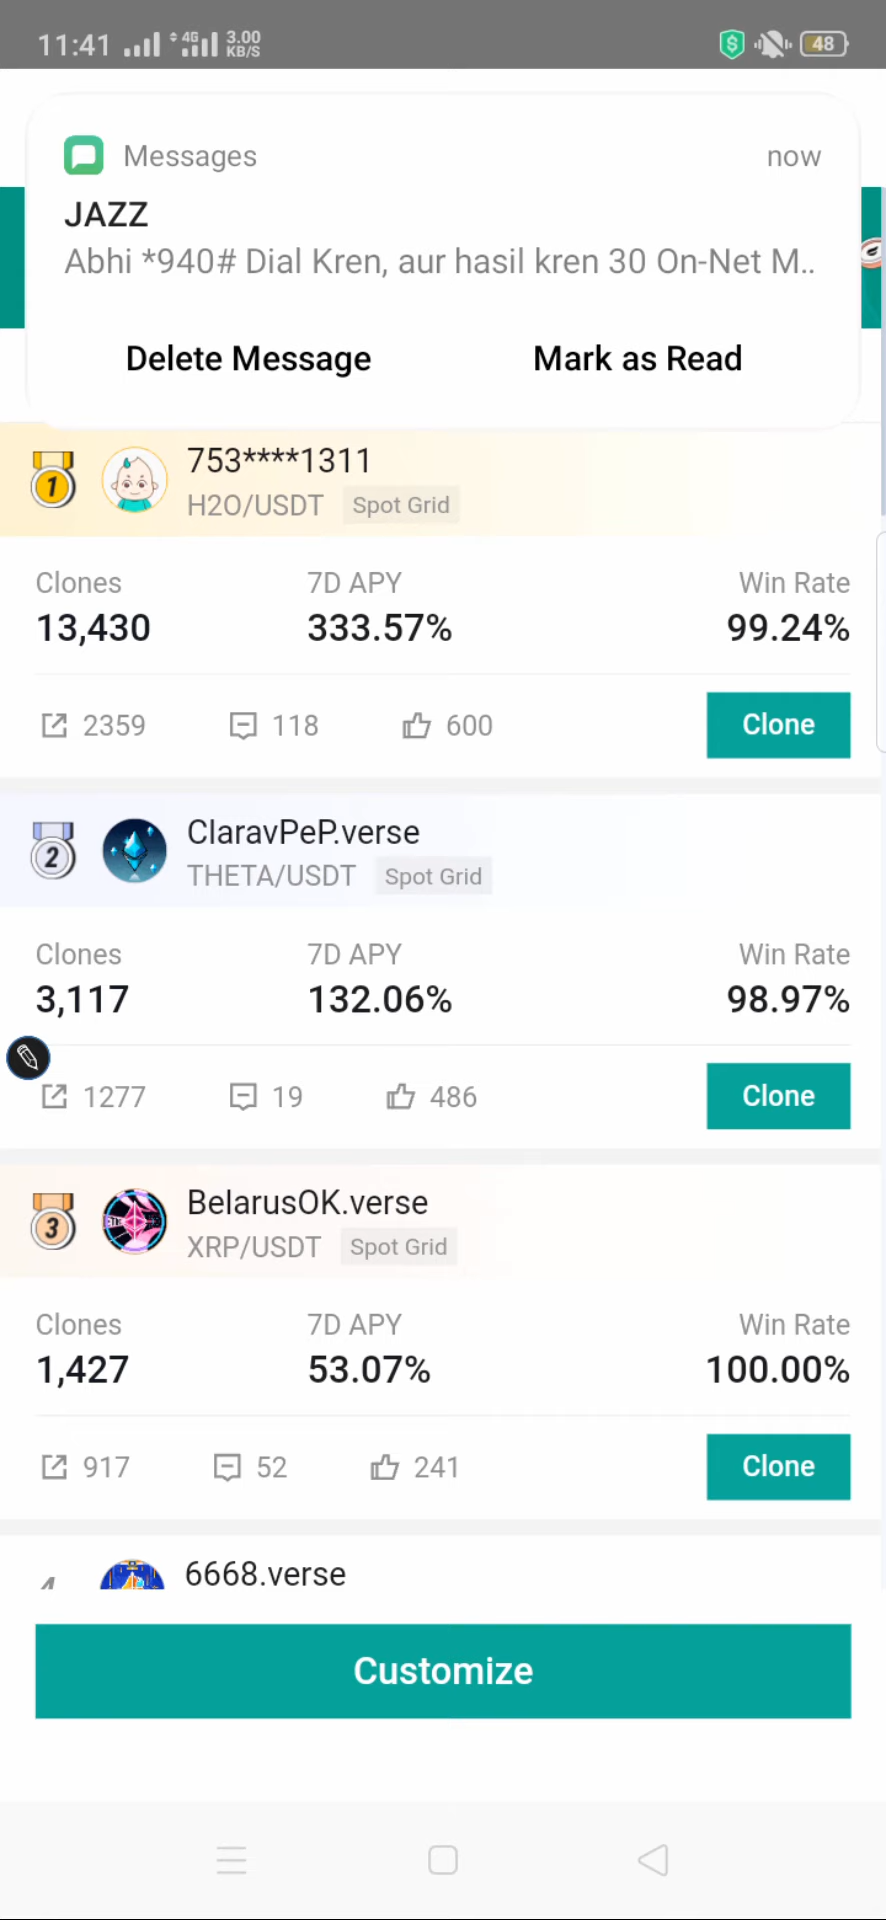 11:41 4G 3.00 KB/S 48
Messages now
JAZZ
Abhi *940# Dial Kren, aur hasil kren 30 On-Net M..
Delete Message Mark as Read
1 753****1311
H2O/USDT Spot Grid
Clones 7D APY Win Rate
13,430 333.57% 99.24%
2359 118 600 Clone
2 ClaravPeP.verse
THETA/USDT Spot Grid
Clones 7D APY Win Rate
3,117 132.06% 98.97%
1277 19 486 Clone
3 BelarusOK.verse
XRP/USDT Spot Grid
Clones 7D APY Win Rate
1,427 53.07% 100.00%
917 52 241 Clone
4 6668.verse
Customize